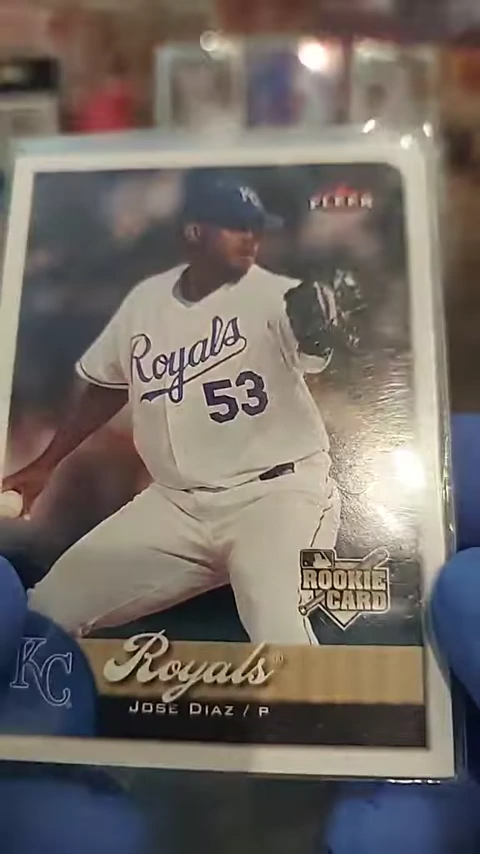 KC
FLEER
Royals
53
ROOKIE
CARD
KC
Royals
JOSE DIAZ / P